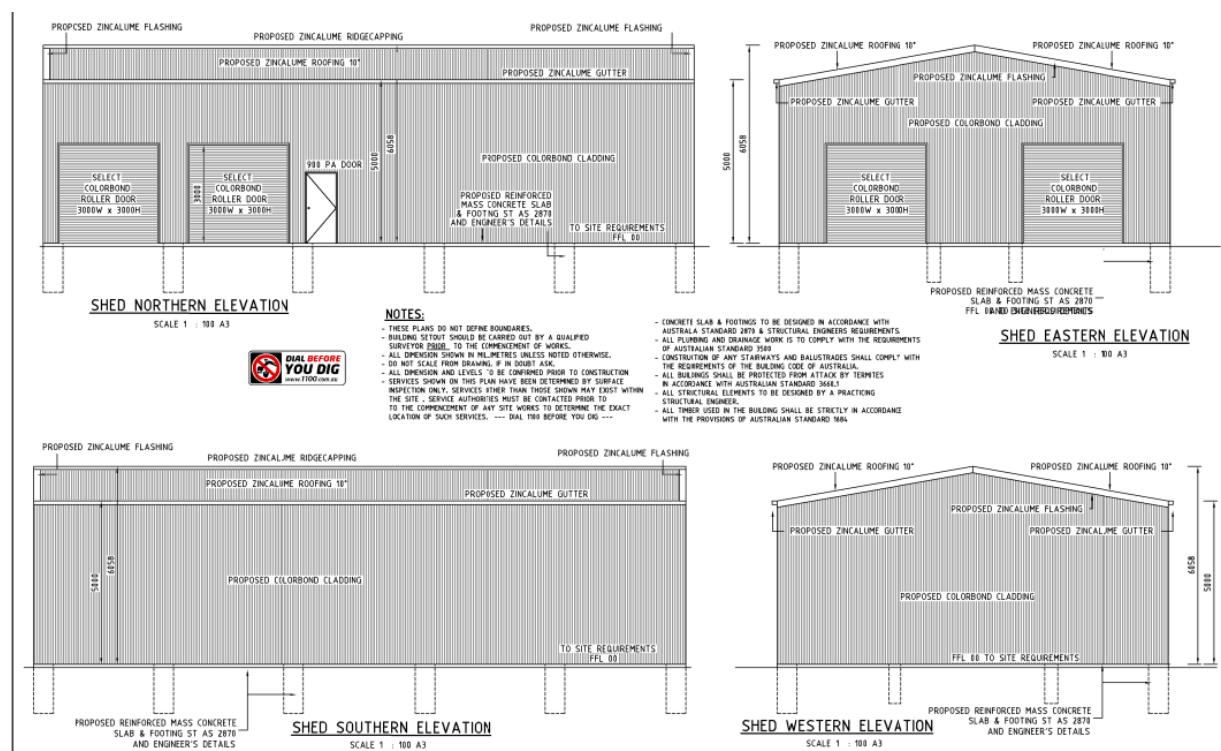 PROPOSED ZINCALUME FLASHING
PROPOSED ZINCALUME RIDGECAPPING
PROPOSED ZINCALUME FLASHING
PROPOSED ZINCALUME ROOFING 10°
PROPOSED ZINCALUME GUTTER
5000
6058
900 PA DOOR
PROPOSED COLORBOND CLADDING
SELECT
COLORBOND
ROLLER DOOR
3000W x 3000H
3000
SELECT
COLORBOND
ROLLER DOOR
3000W x 3000H
PROPOSED REINFORCED
MASS CONCRETE SLAB
& FOOTING ST AS 2870
AND ENGINEER'S DETAILS
TO SITE REQUIREMENTS
FFL 00
SHED NORTHERN ELEVATION
SCALE 1 : 100 A3
PROPOSED ZINCALUME ROOFING 10°
PROPOSED ZINCALUME ROOFING 10°
PROPOSED ZINCALUME FLASHING
PROPOSED ZINCALUME GUTTER
PROPOSED ZINCALUME GUTTER
PROPOSED COLORBOND CLADDING
5000
6058
SELECT
COLORBOND
ROLLER DOOR
3000W x 3000H
SELECT
COLORBOND
ROLLER DOOR
3000W x 3000H
PROPOSED REINFORCED MASS CONCRETE
SLAB & FOOTING ST AS 2870
FFL 00
SHED EASTERN ELEVATION
SCALE 1 : 100 A3
DIAL BEFORE
YOU DIG
www.1100.com.au
NOTES:
- THESE PLANS DO NOT DEFINE BOUNDARIES.
- BUILDING SETOUT SHOULD BE CARRIED OUT BY A QUALIFIED
SURVEYOR PRIOR TO THE COMMENCEMENT OF WORKS.
- ALL DIMENSION SHOWN IN MILLIMETRES UNLESS NOTED OTHERWISE.
- DO NOT SCALE FROM DRAWING, IF IN DOUBT ASK.
- ALL DIMENSION AND LEVELS TO BE CONFIRMED PRIOR TO CONSTRUCTION
- SERVICES SHOWN ON THIS PLAN HAVE BEEN DETERMINED BY SURFACE
INSPECTION ONLY. SERVICES OTHER THAN THOSE SHOWN MAY EXIST WITHIN
THE SITE . SERVICE AUTHORITIES MUST BE CONTACTED PRIOR TO
TO THE COMMENCEMENT OF ANY SITE WORKS TO DETERMINE THE EXACT
LOCATION OF SUCH SERVICES. --- DIAL 1100 BEFORE YOU DIG ---
- CONCRETE SLAB & FOOTINGS TO BE DESIGNED IN ACCORDANCE WITH
AUSTRALIA STANDARD 2870 & STRUCTURAL ENGINEERS REQUIREMENTS.
- ALL PLUMBING AND DRAINAGE WORK IS TO COMPLY WITH THE REQUIREMENTS
OF AUSTRALIAN STANDARD 3500
- CONSTRUTION OF ANY STAIRWAYS AND BALUSTRADES SHALL COMPLY WITH
THE REQUIREMENTS OF THE BUILDING CODE OF AUSTRALIA.
- ALL BUILDINGS SHALL BE PROTECTED FROM ATTACK BY TERMITES
IN ACCORDANCE WITH AUSTRALIAN STANDARD 3660.1
- ALL STRICTURAL ELEMENTS TO BE DESIGNED BY A PRACTICING
STRUCTURAL ENGINEER.
- ALL TIMBER USED IN THE BUILDING SHALL BE STRICTLY IN ACCORDANCE
WITH THE PROVISIONS OF AUSTRALIAN STANDARD 1684
PROPOSED ZINCALUME FLASHING
PROPOSED ZINCALUME RIDGECAPPING
PROPOSED ZINCALUME FLASHING
PROPOSED ZINCALUME ROOFING 10°
PROPOSED ZINCALUME GUTTER
5000
6058
PROPOSED COLORBOND CLADDING
TO SITE REQUIREMENTS
FFL 00
PROPOSED REINFORCED MASS CONCRETE
SLAB & FOOTING ST AS 2870
AND ENGINEER'S DETAILS
SHED SOUTHERN ELEVATION
SCALE 1 : 100 A3
PROPOSED ZINCALUME ROOFING 10°
PROPOSED ZINCALUME ROOFING 10°
PROPOSED ZINCALUME FLASHING
PROPOSED ZINCALUME GUTTER
PROPOSED ZINCALUME GUTTER
PROPOSED COLORBOND CLADDING
6058
5000
FFL 00 TO SITE REQUIREMENTS
PROPOSED REINFORCED MASS CONCRETE
SLAB & FOOTING ST AS 2870
AND ENGINEER'S DETAILS
SHED WESTERN ELEVATION
SCALE 1 : 100 A3